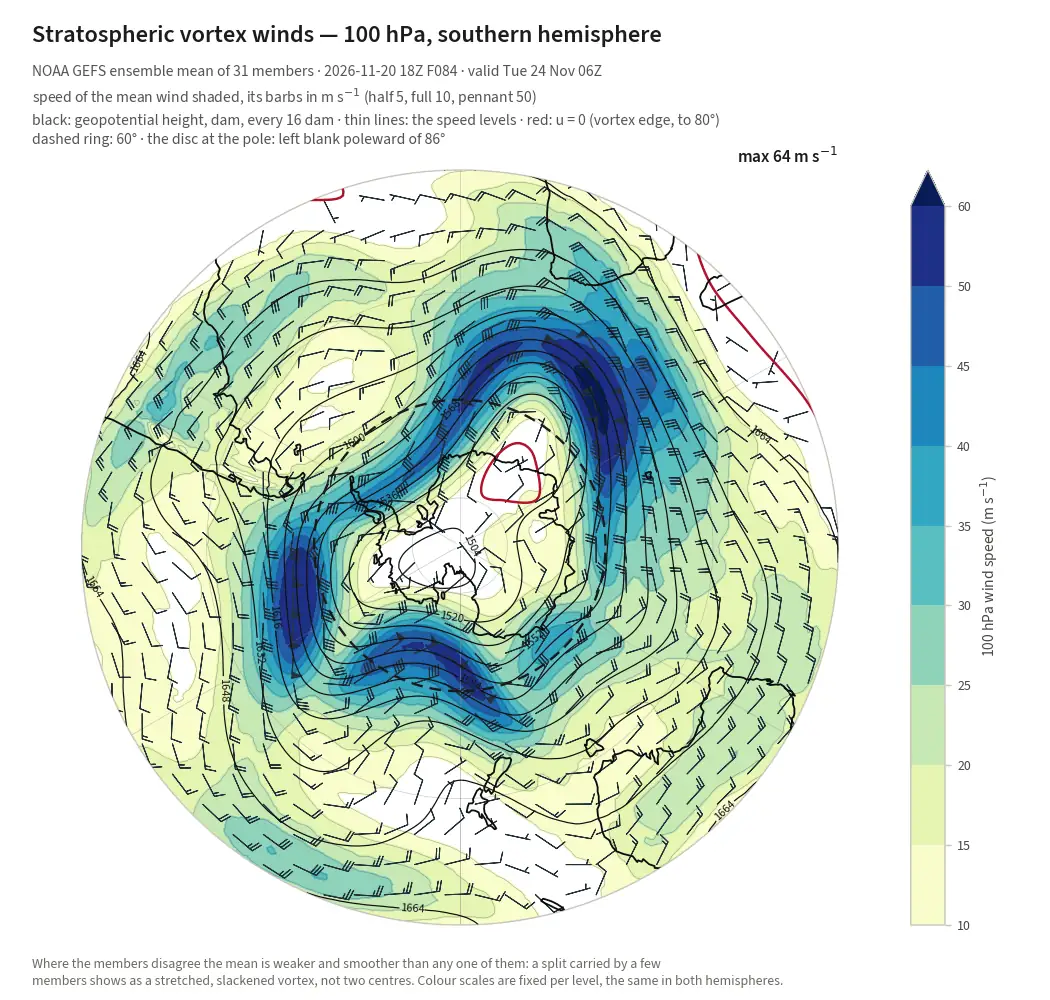 Stratospheric vortex winds — 100 hPa, southern hemisphere
NOAA GEFS ensemble mean of 31 members · 2026-11-20 18Z F084 · valid Tue 24 Nov 06Z
speed of the mean wind shaded, its barbs in m s⁻¹ (half 5, full 10, pennant 50)
black: geopotential height, dam, every 16 dam · thin lines: the speed levels · red: u = 0 (vortex edge, to 80°)
dashed ring: 60° · the disc at the pole: left blank poleward of 86°
max 64 m s⁻¹
60
50
45
40
35
30
25
20
15
10
100 hPa wind speed (m s⁻¹)
1664
1568
1600
1664
1536
1504
1664
1616
1520
1632
1648
1664
1664
Where the members disagree the mean is weaker and smoother than any one of them: a split carried by a few
members shows as a stretched, slackened vortex, not two centres. Colour scales are fixed per level, the same in both hemispheres.